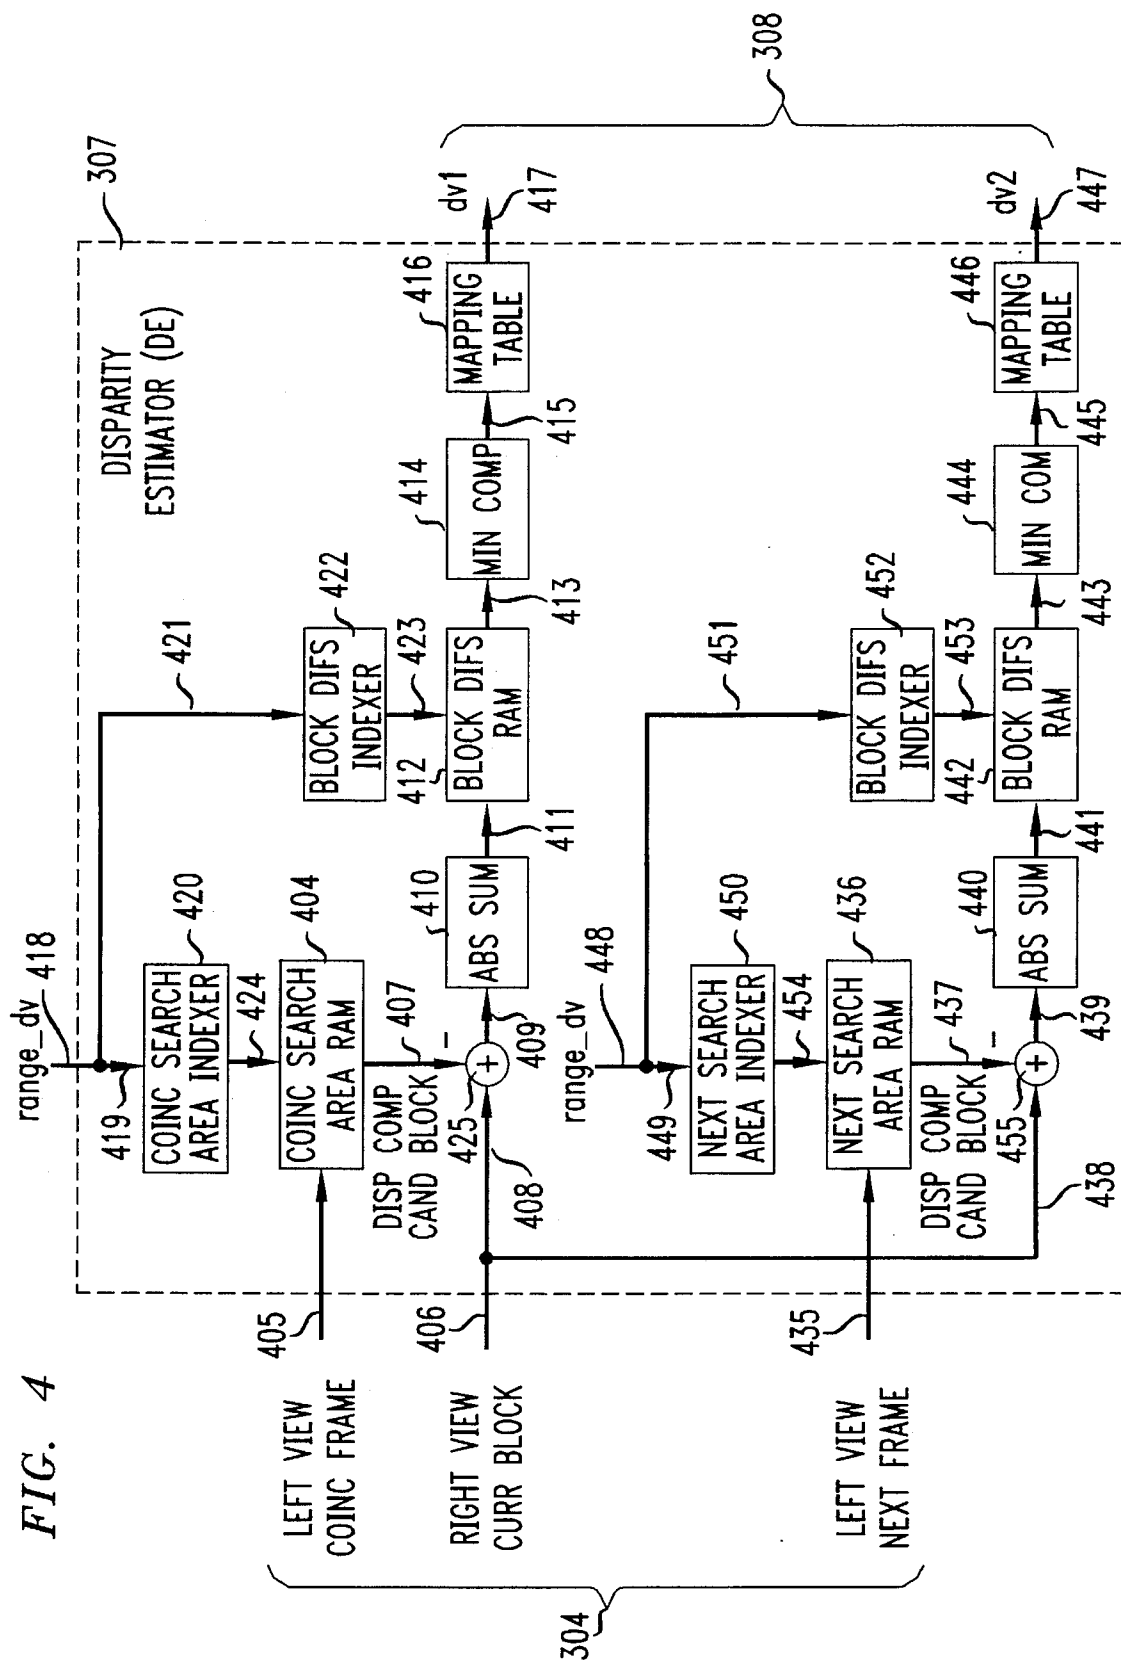 FIG. 4
307
DISPARITY
ESTIMATOR (DE)
range_dv
418
419
421
COINC SEARCH
AREA INDEXER
420
424
BLOCK DIFS
INDEXER
422
423
LEFT VIEW
COINC FRAME
405
COINC SEARCH
AREA RAM
404
DISP COMP
CAND BLOCK
407
RIGHT VIEW
CURR BLOCK
406
408
425
+
−
409
ABS SUM
410
411
BLOCK DIFS
RAM
412
413
MIN COMP
414
415
MAPPING
TABLE
416
dv1
417
304
308
range_dv
448
449
451
NEXT SEARCH
AREA INDEXER
450
454
BLOCK DIFS
INDEXER
452
453
LEFT VIEW
NEXT FRAME
435
NEXT SEARCH
AREA RAM
436
DISP COMP
CAND BLOCK
437
438
455
+
−
439
ABS SUM
440
441
BLOCK DIFS
RAM
442
443
MIN COM
444
445
MAPPING
TABLE
446
dv2
447